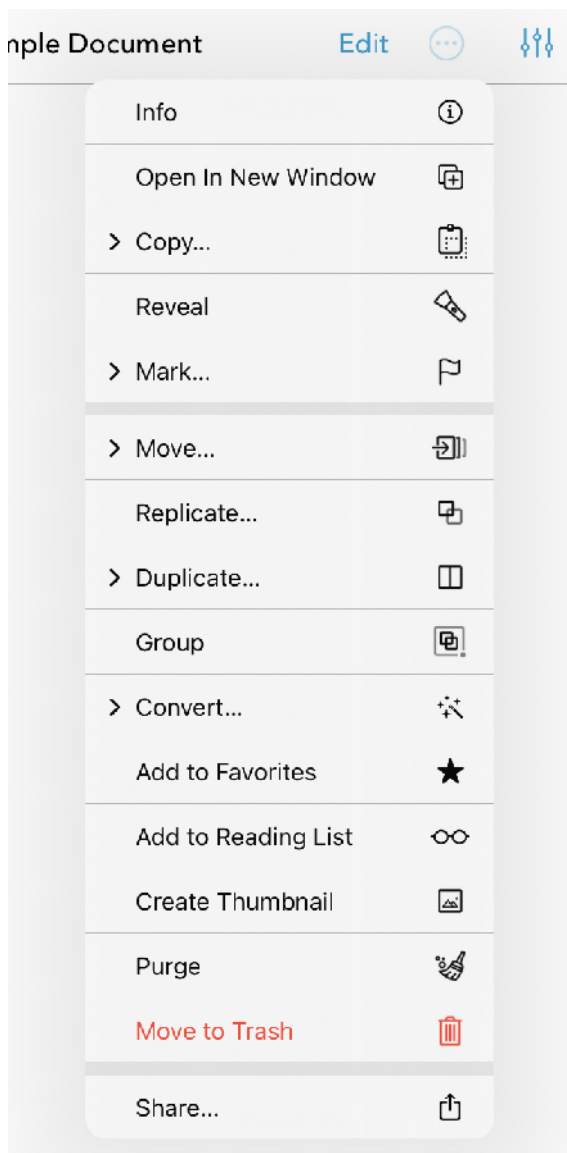 mple Document Edit
Info
Open In New Window
Copy...
Reveal
Mark...
Move...
Replicate...
Duplicate...
Group
Convert...
Add to Favorites
Add to Reading List
Create Thumbnail
Purge
Move to Trash
Share...